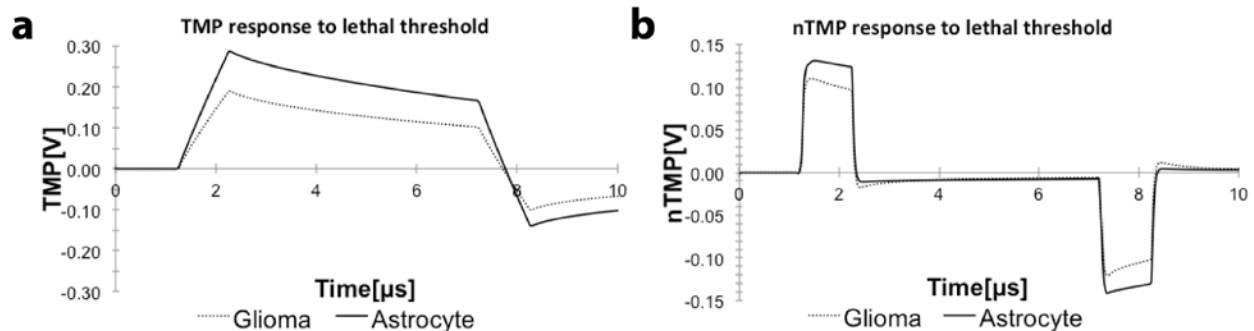 a
TMP response to lethal threshold
0.30
0.20
0.10
0.00
-0.10
-0.20
-0.30
TMP[V]
0 2 4 6 8 10
Time[µs]
Glioma Astrocyte
b
nTMP response to lethal threshold
0.15
0.10
0.05
0.00
-0.05
-0.10
-0.15
nTMP[V]
0 2 4 6 8 10
Time[µs]
Glioma Astrocyte